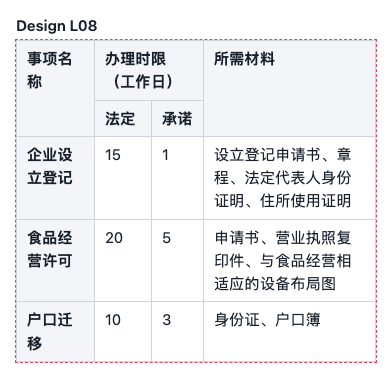 Design L08
事项名
称
办理时限
（工作日）
所需材料
法定
承诺
企业设
立登记
15
1
设立登记申请书、章
程、法定代表人身份
证明、住所使用证明
食品经
营许可
20
5
申请书、营业执照复
印件、与食品经营相
适应的设备布局图
户口迁
移
10
3
身份证、户口簿